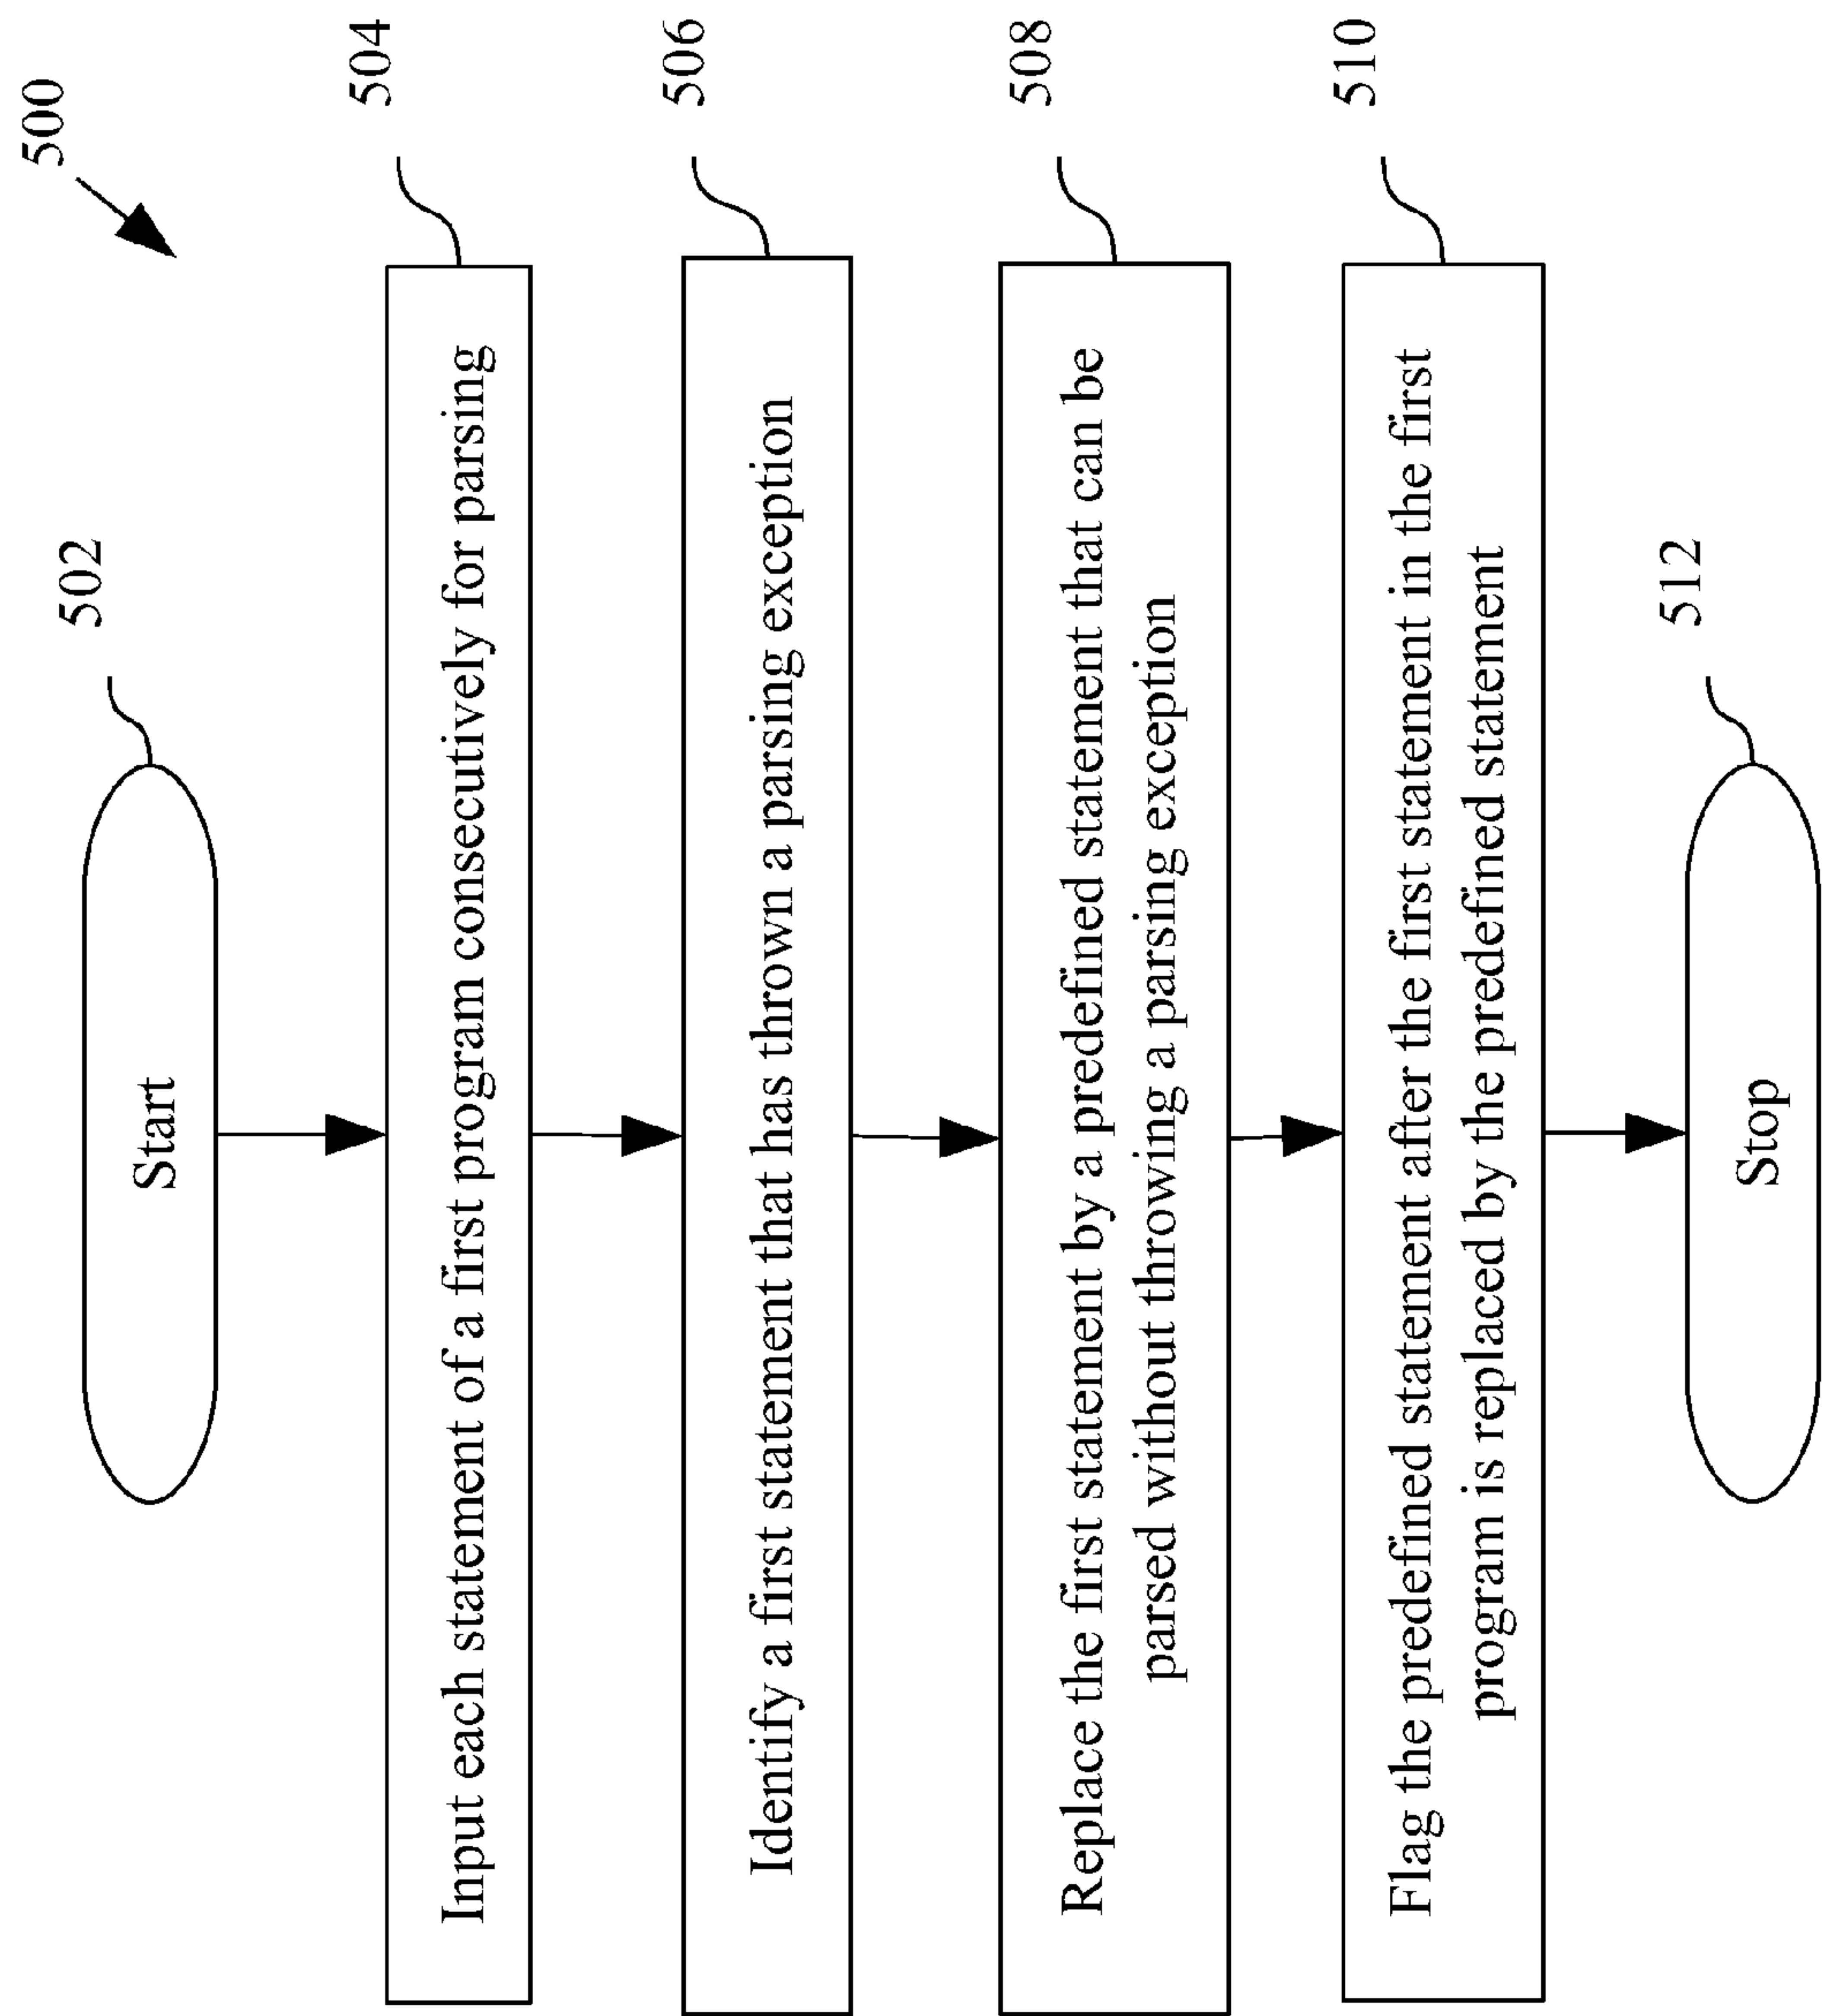 500
502
Start
504
Input each statement of a first program consecutively for parsing
506
Identify a first statement that has thrown a parsing exception
508
Replace the first statement by a predefined statement that can be
parsed without throwing a parsing exception
510
Flag the predefined statement after the first statement in the first
program is replaced by the predefined statement
512
Stop